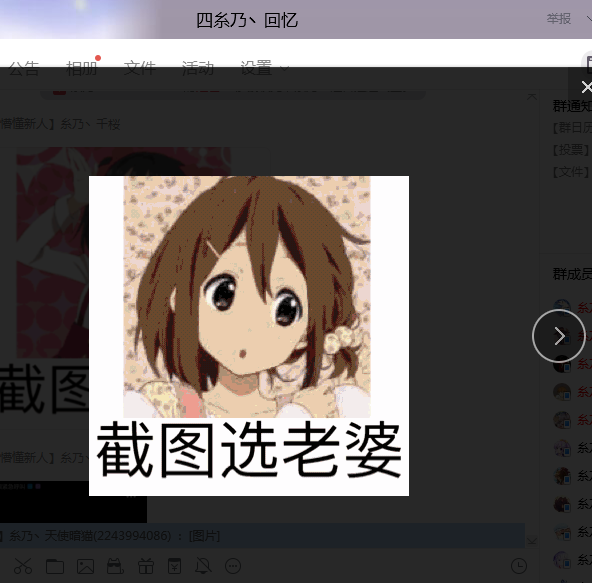 四糸乃丶回忆
举报
公告
相册
文件
活动
设置
懵懂新人】糸乃丶千桜
群通知
【群日历
【投票】
【文件】
截图选老婆
截图
群成员
懵懂新人】糸乃丶
】糸乃丶天使喵猫(2243994086) : [图片]